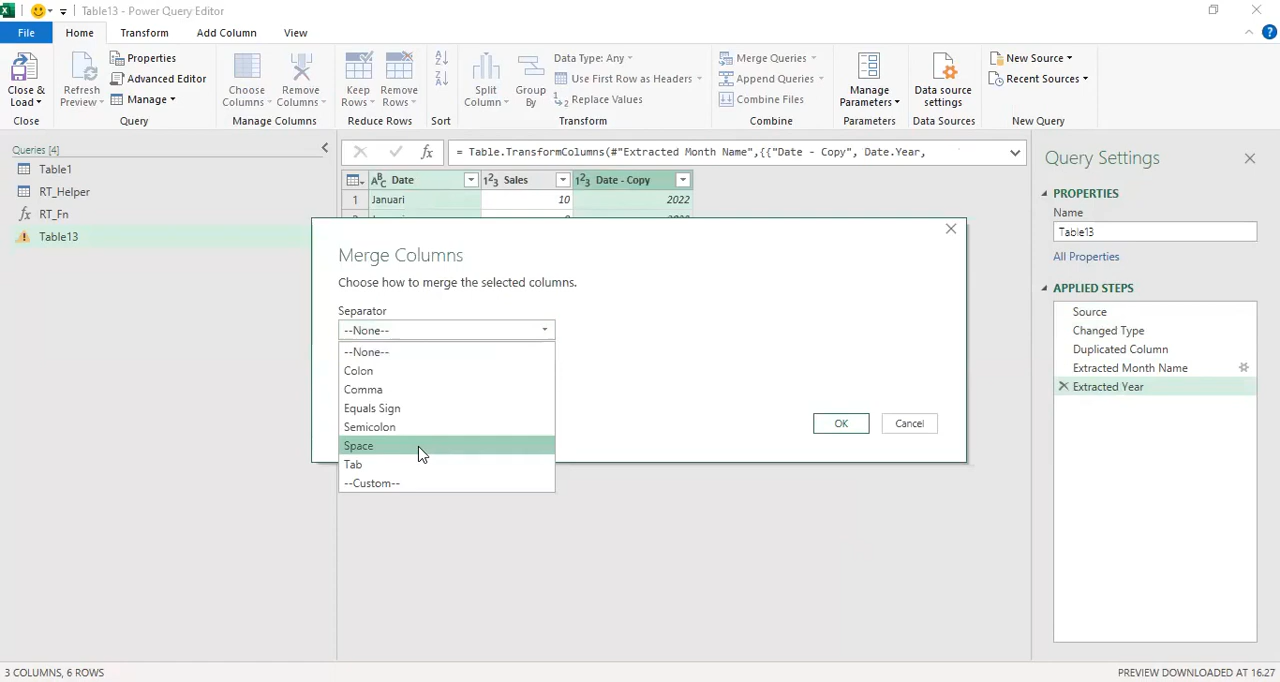 Table13 - Power Query Editor
File
Home
Transform
Add Column
View
Close &
Load
Close
Refresh
Preview
Properties
Advanced Editor
Manage
Query
Choose
Columns
Remove
Columns
Manage Columns
Keep
Rows
Remove
Rows
Reduce Rows
Sort
Split
Column
Group
By
Data Type: Any
Use First Row as Headers
Replace Values
Transform
Merge Queries
Append Queries
Combine Files
Combine
Manage
Parameters
Parameters
Data source
settings
Data Sources
New Source
Recent Sources
New Query
Queries [4]
Table1
RT_Helper
fx RT_Fn
Table13
fx = Table.TransformColumns(#"Extracted Month Name",{{"Date - Copy", Date.Year,
ABC Date 123 Sales 123 Date - Copy
1 Januari 10 2022
Merge Columns
Choose how to merge the selected columns.
Separator
--None--
--None--
Colon
Comma
Equals Sign
Semicolon
Space
Tab
--Custom--
OK
Cancel
Query Settings
PROPERTIES
Name
Table13
All Properties
APPLIED STEPS
Source
Changed Type
Duplicated Column
Extracted Month Name
Extracted Year
3 COLUMNS, 6 ROWS
PREVIEW DOWNLOADED AT 16.27